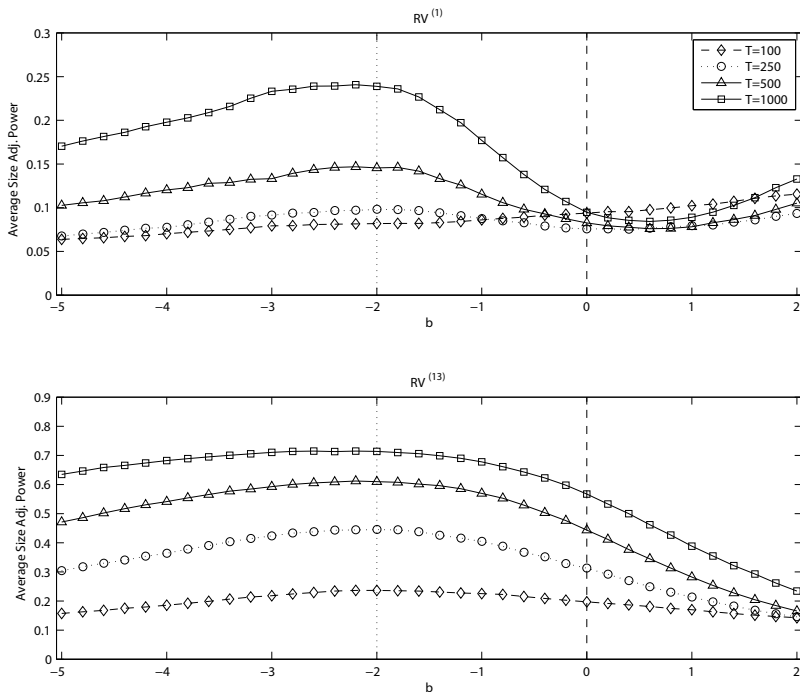 RV (1)
0.3
0.25
0.2
0.15
0.1
0.05
0
Average Size Adj. Power
−5 −4 −3 −2 −1 0 1 2
b
T=100
T=250
T=500
T=1000
RV (13)
0.9
0.8
0.7
0.6
0.5
0.4
0.3
0.2
0.1
0
Average Size Adj. Power
−5 −4 −3 −2 −1 0 1 2
b